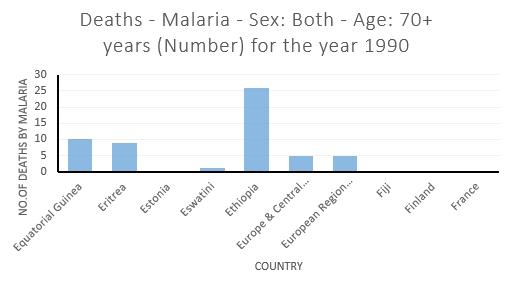 Deaths - Malaria - Sex: Both - Age: 70+
years (Number) for the year 1990
NO.OF DEATHS BY MALARIA
30
25
20
15
10
5
0
Equatorial Guinea
Eritrea
Estonia
Eswatini
Ethiopia
Europe & Central...
European Region...
Fiji
Finland
France
COUNTRY